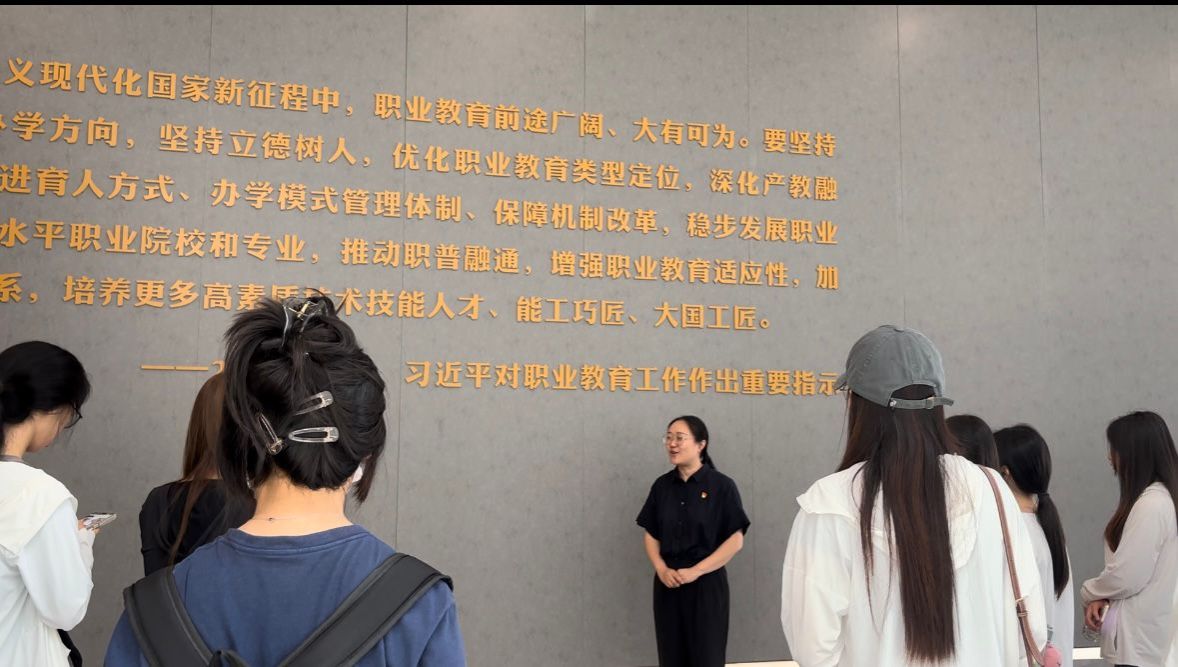 义现代化国家新征程中，职业教育前途广阔、大有可为。要坚持
办学方向，坚持立德树人，优化职业教育类型定位，深化产教融
进育人方式、办学模式管理体制、保障机制改革，稳步发展职业
水平职业院校和专业，推动职普融通，增强职业教育适应性，加
系，培养更多高素质技术技能人才、能工巧匠、大国工匠。
——2 习近平对职业教育工作作出重要指示